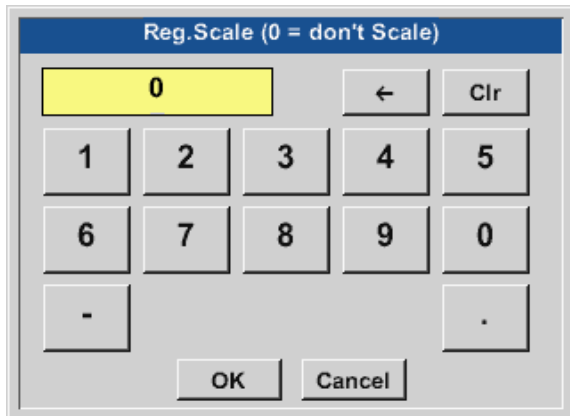 Reg.Scale (0 = don't Scale)
0 ← Clr
1 2 3 4 5
6 7 8 9 0
- .
OK Cancel